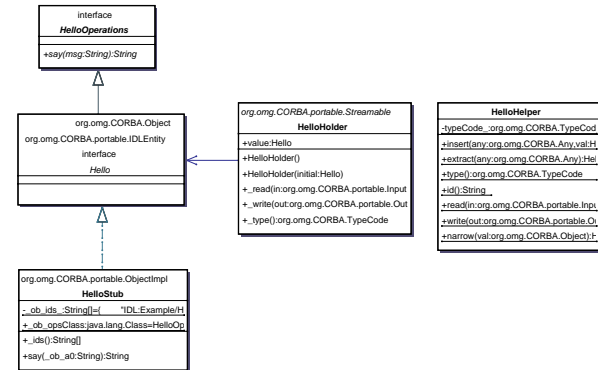 interface
HelloOperations
+say(msg:String):String
org.omg.CORBA.Object
org.omg.CORBA.portable.IDLEntity
interface
Hello
org.omg.CORBA.portable.Streamable
HelloHolder
+value:Hello
+HelloHolder()
+HelloHolder(initial:Hello)
+_read(in:org.omg.CORBA.portable.Input
+_write(out:org.omg.CORBA.portable.Out
+_type():org.omg.CORBA.TypeCode
HelloHelper
-typeCode_:org.omg.CORBA.TypeCod
+insert(any:org.omg.CORBA.Any,val:H
+extract(any:org.omg.CORBA.Any):Hel
+type():org.omg.CORBA.TypeCode
+id():String
+read(in:org.omg.CORBA.portable.Inpu
+write(out:org.omg.CORBA.portable.Ou
+narrow(val:org.omg.CORBA.Object):H
org.omg.CORBA.portable.ObjectImpl
HelloStub
-_ob_ids_:String[]={ "IDL:Example/H
+_ob_opsClass:java.lang.Class=HelloOp
+_ids():String[]
+say(_ob_a0:String):String